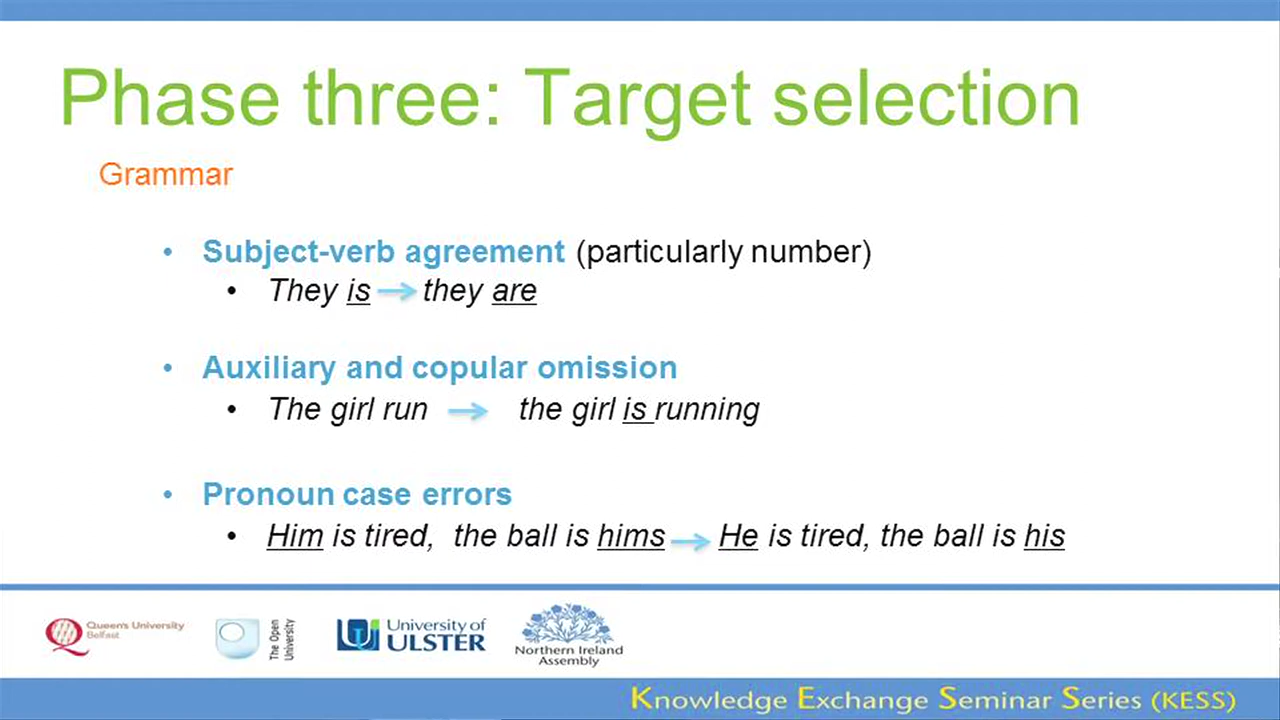 Phase three: Target selection
Grammar
• Subject-verb agreement (particularly number)
• They is → they are
• Auxiliary and copular omission
• The girl run → the girl is running
• Pronoun case errors
• Him is tired, the ball is hims → He is tired, the ball is his
Queen's University
Belfast
The Open
University
University of
ULSTER
Northern Ireland
Assembly
Knowledge Exchange Seminar Series (KESS)